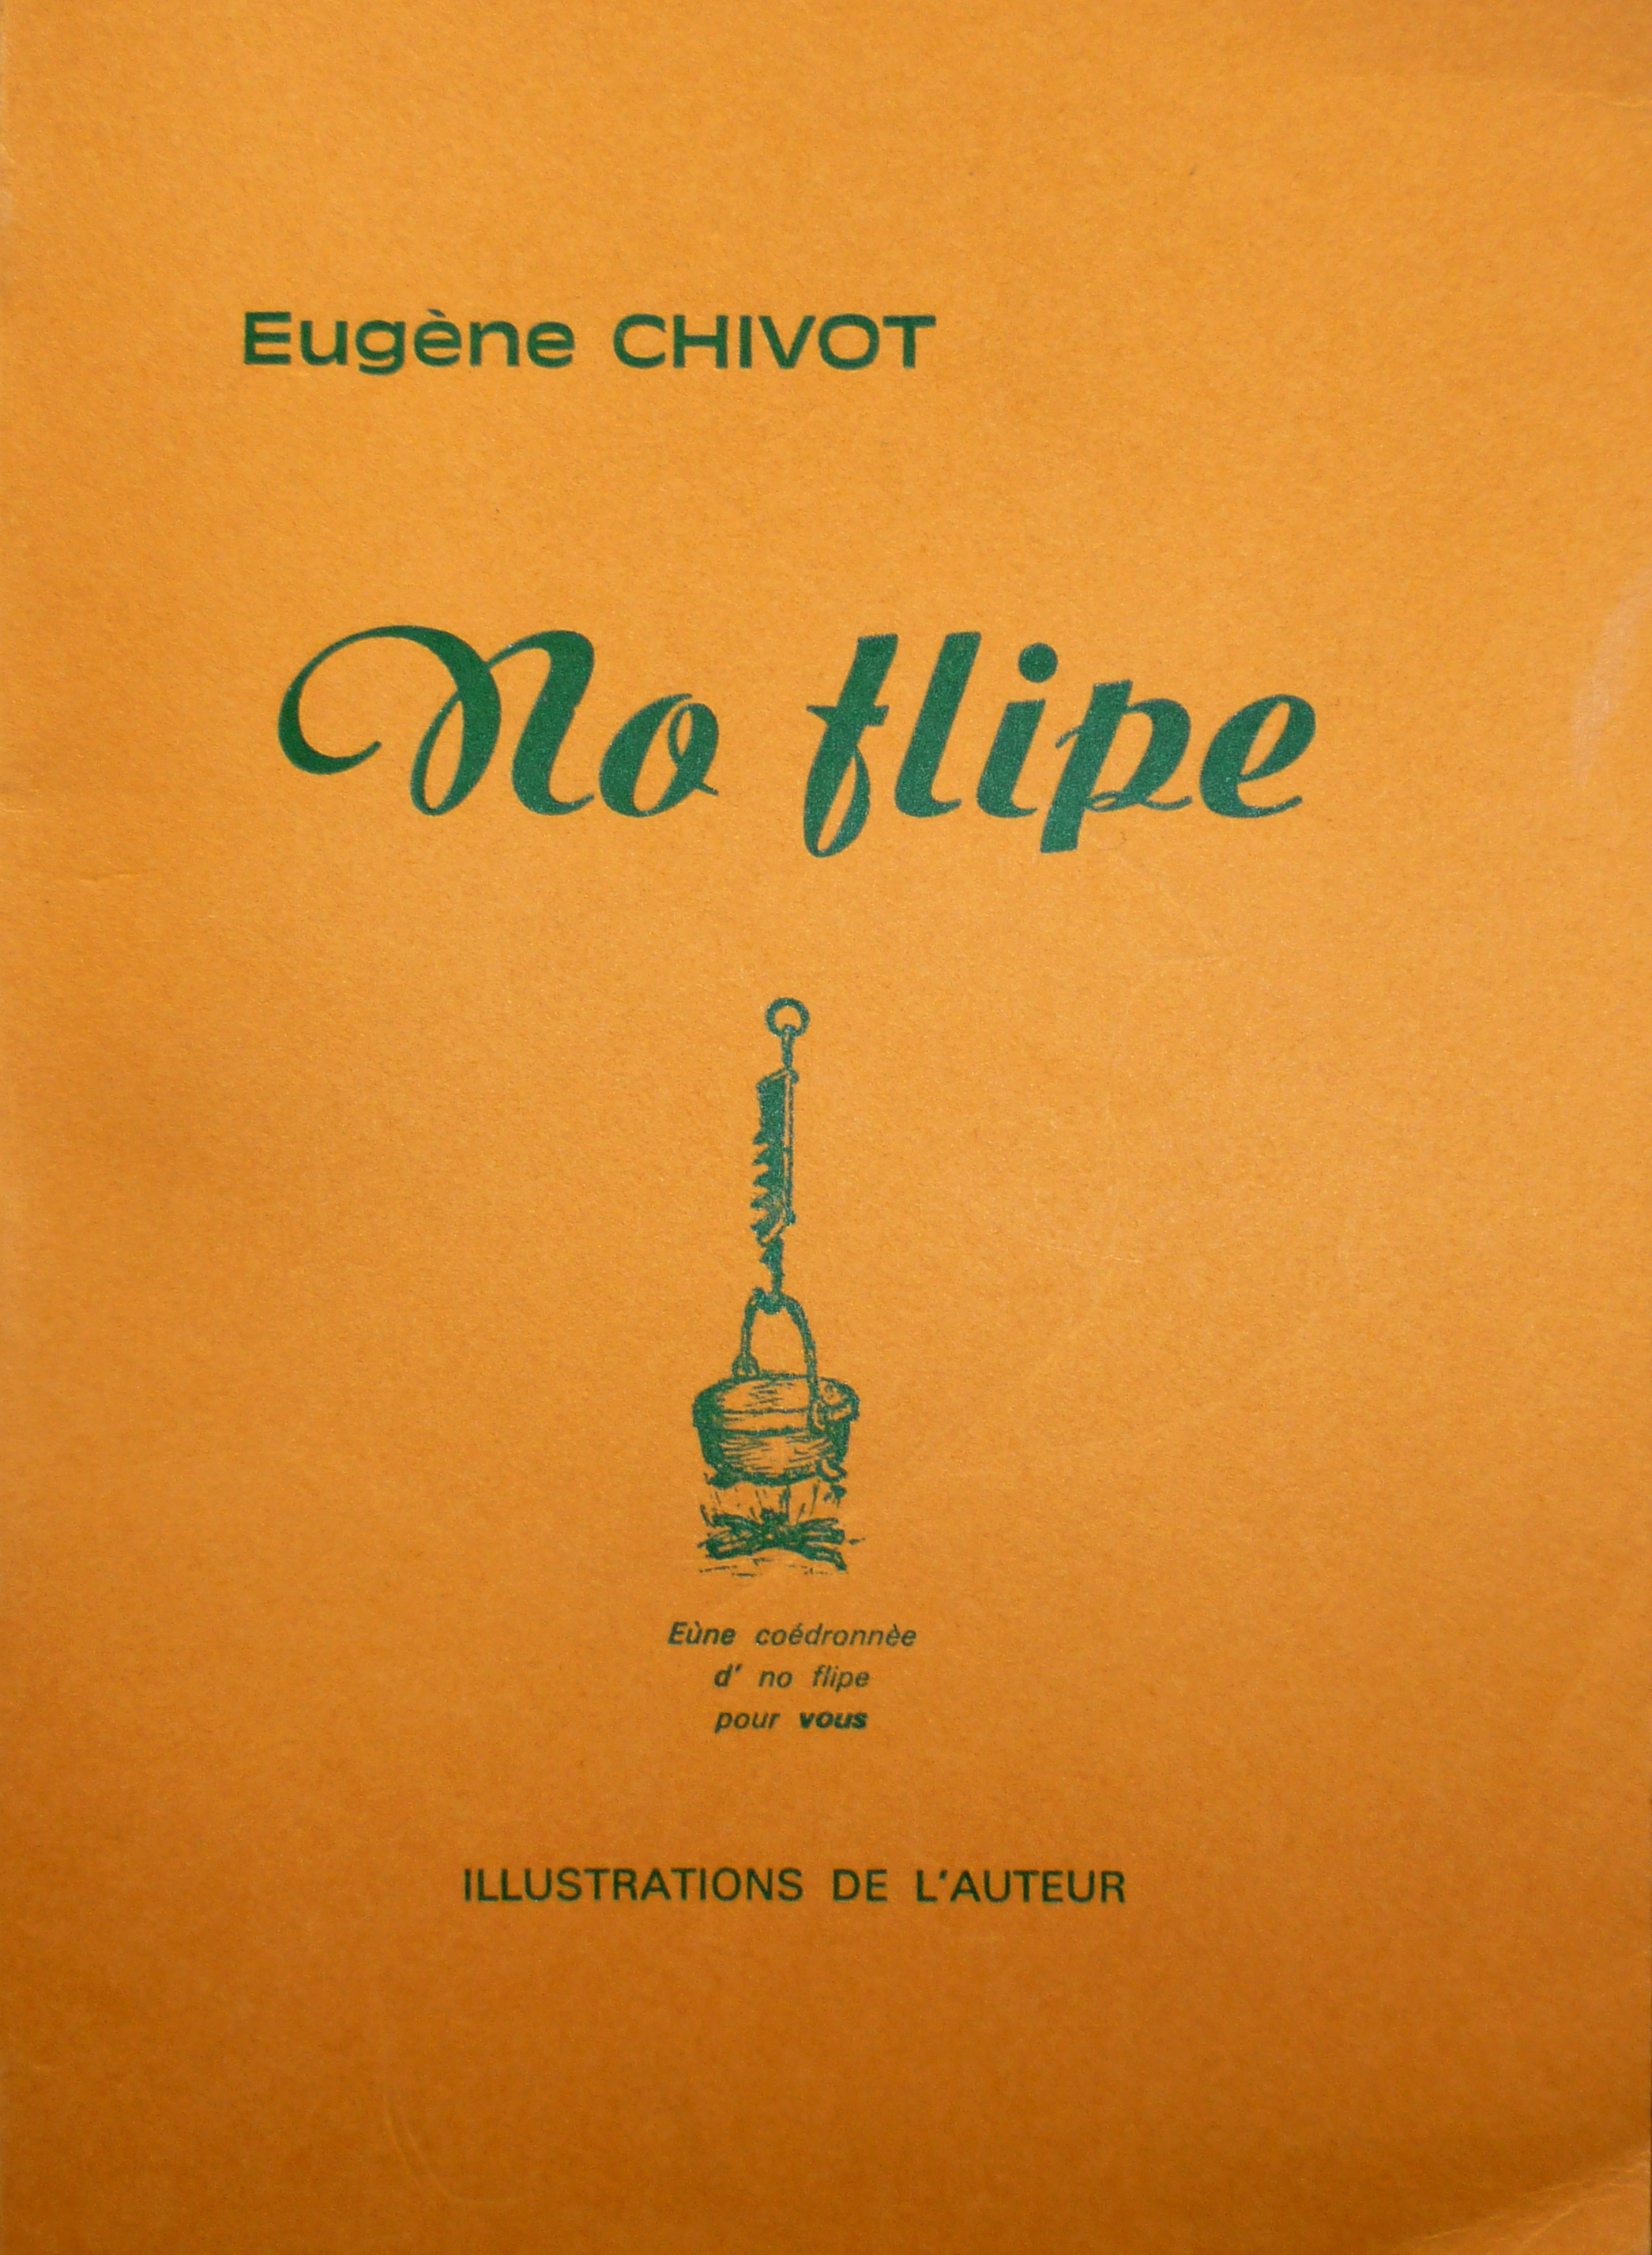 Eugène CHIVOT
No flipe
Eùne coédronnèe
d' no flipe
pour vous
ILLUSTRATIONS DE L'AUTEUR